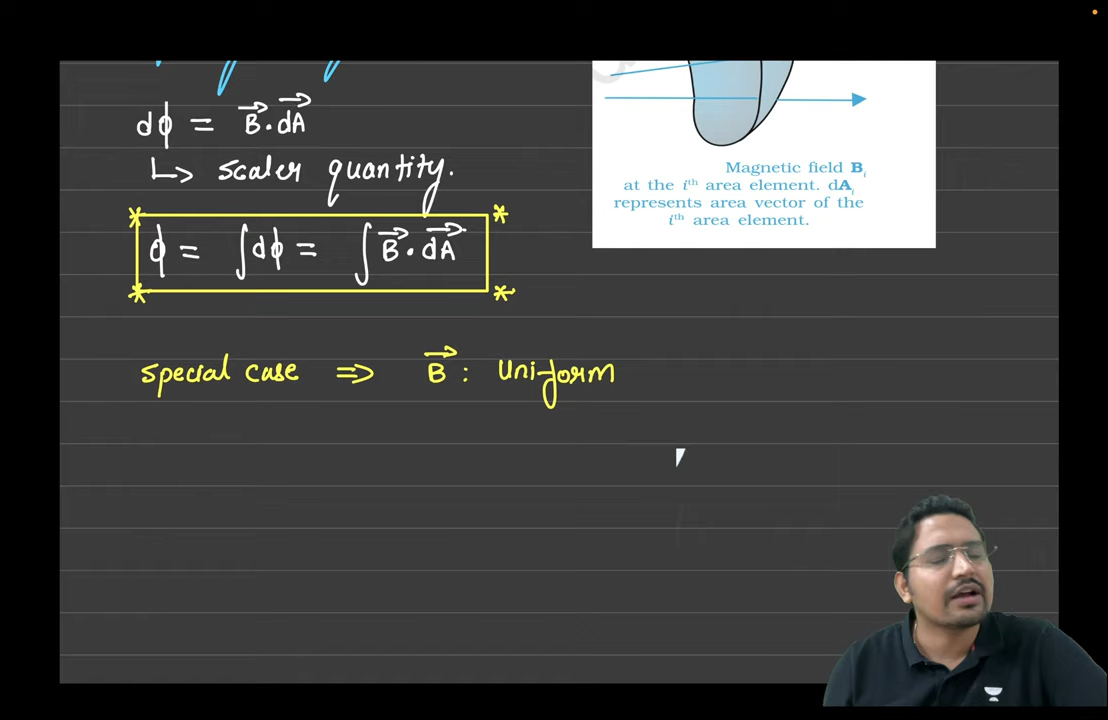 dϕ = B⃗·dA⃗
↳ scaler quantity.
ϕ = ∫dϕ = ∫B⃗·dA⃗
special case ⇒ B⃗ : uniform
Magnetic field Bᵢ
at the iᵗʰ area element. dAᵢ
represents area vector of the
iᵗʰ area element.